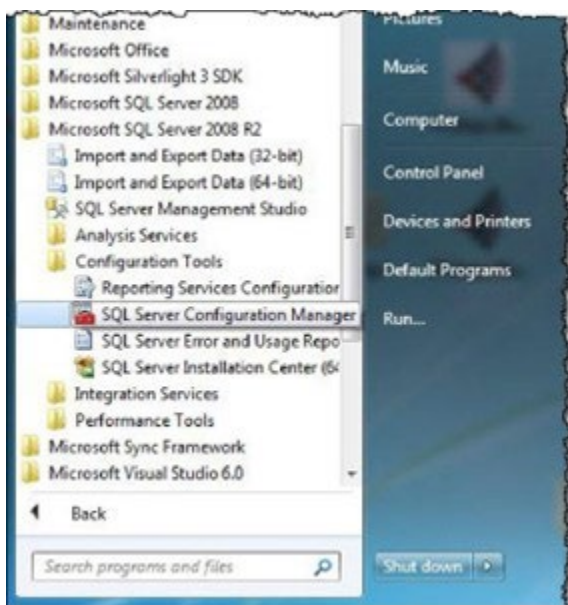 Maintenance
Microsoft Office
Microsoft Silverlight 3 SDK
Microsoft SQL Server 2008
Microsoft SQL Server 2008 R2
Import and Export Data (32-bit)
Import and Export Data (64-bit)
SQL Server Management Studio
Analysis Services
Configuration Tools
Reporting Services Configuration
SQL Server Configuration Manager
SQL Server Error and Usage Repo
SQL Server Installation Center (64
Integration Services
Performance Tools
Microsoft Sync Framework
Microsoft Visual Studio 6.0
Back
Search programs and files
Pictures
Music
Computer
Control Panel
Devices and Printers
Default Programs
Run...
Shut down